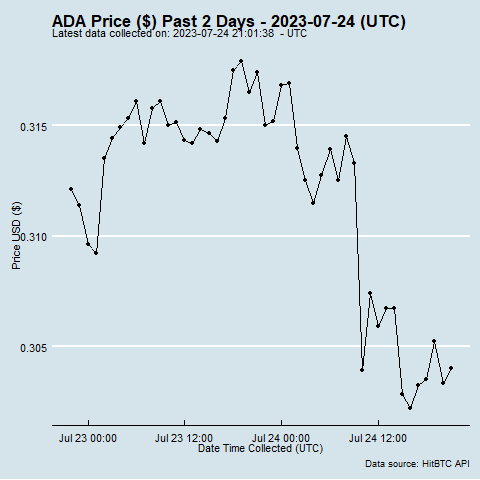 ADA Price ($) Past 2 Days - 2023-07-24 (UTC)
Latest data collected on: 2023-07-24 21:01:38 - UTC
0.315
0.310
0.305
Price USD ($)
Jul 23 00:00 Jul 23 12:00 Jul 24 00:00 Jul 24 12:00
Date Time Collected (UTC)
Data source: HitBTC API